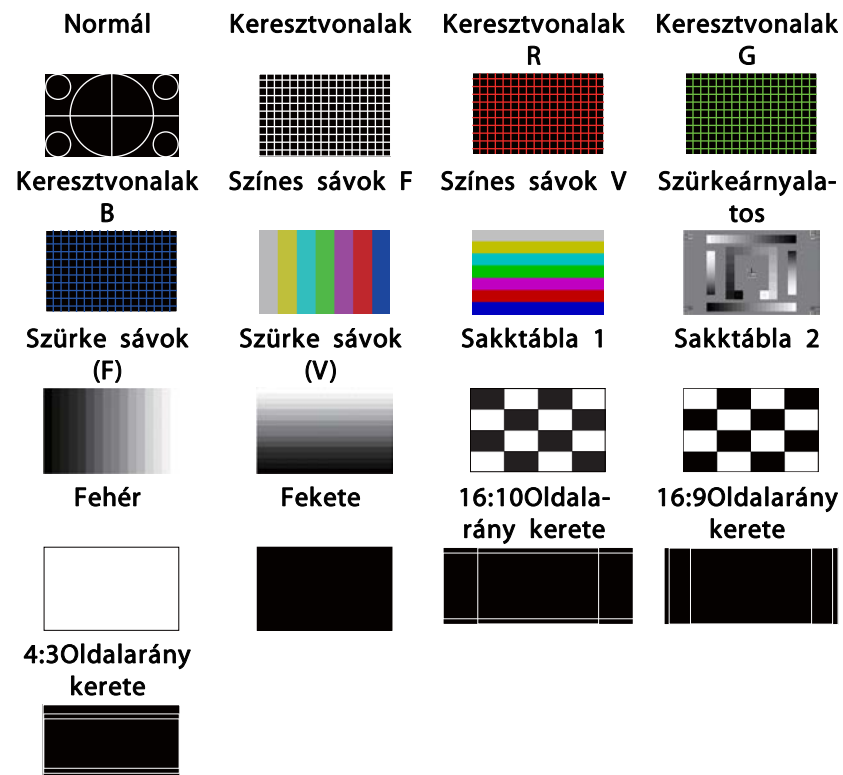 Normál
Keresztvonalak
Keresztvonalak
R
Keresztvonalak
G
Keresztvonalak
B
Színes sávok F
Színes sávok V
Szürkeárnyala-
tos
Szürke sávok
(F)
Szürke sávok
(V)
Sakktábla 1
Sakktábla 2
Fehér
Fekete
16:10Oldala-
rány kerete
16:9Oldalarány
kerete
4:3Oldalarány
kerete